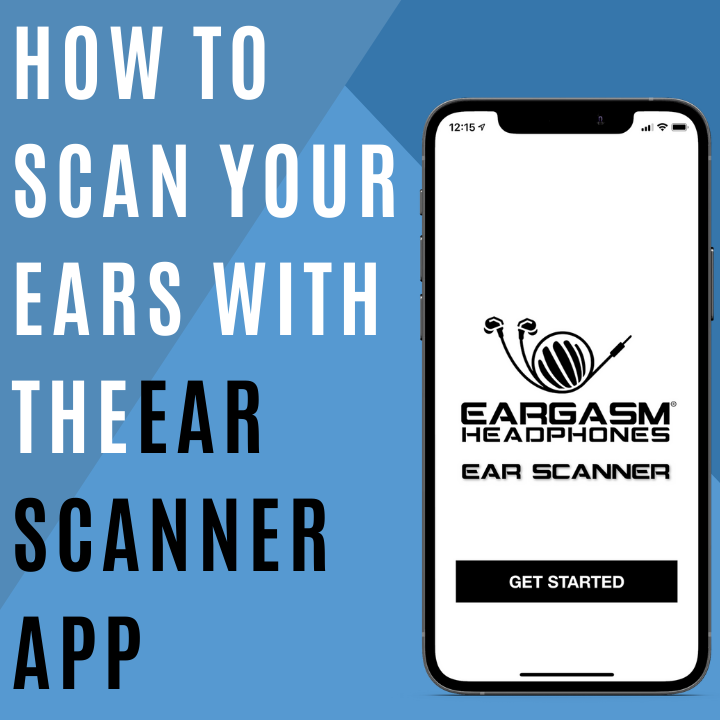 HOW TO
SCAN YOUR
EARS WITH
THEEAR
SCANNER
APP
12:15
EARGASM®
HEADPHONES
EAR SCANNER
GET STARTED